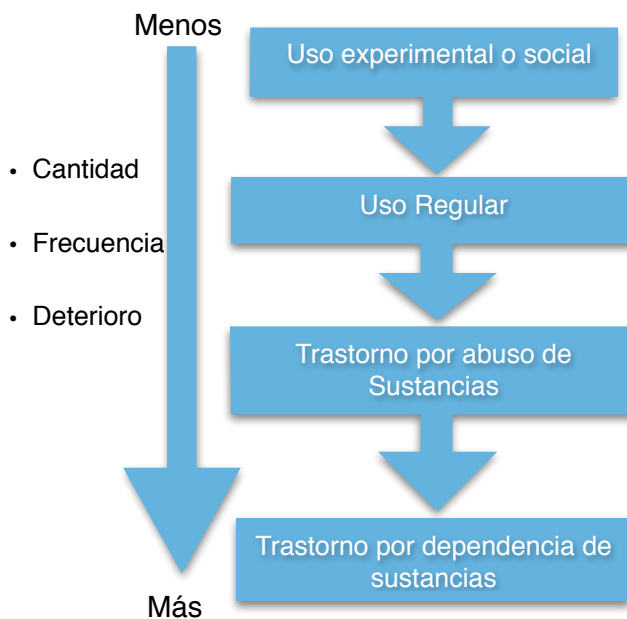 Menos
Uso experimental o social
• Cantidad
Uso Regular
• Frecuencia
• Deterioro
Trastorno por abuso de
Sustancias
Trastorno por dependencia de
sustancias
Más